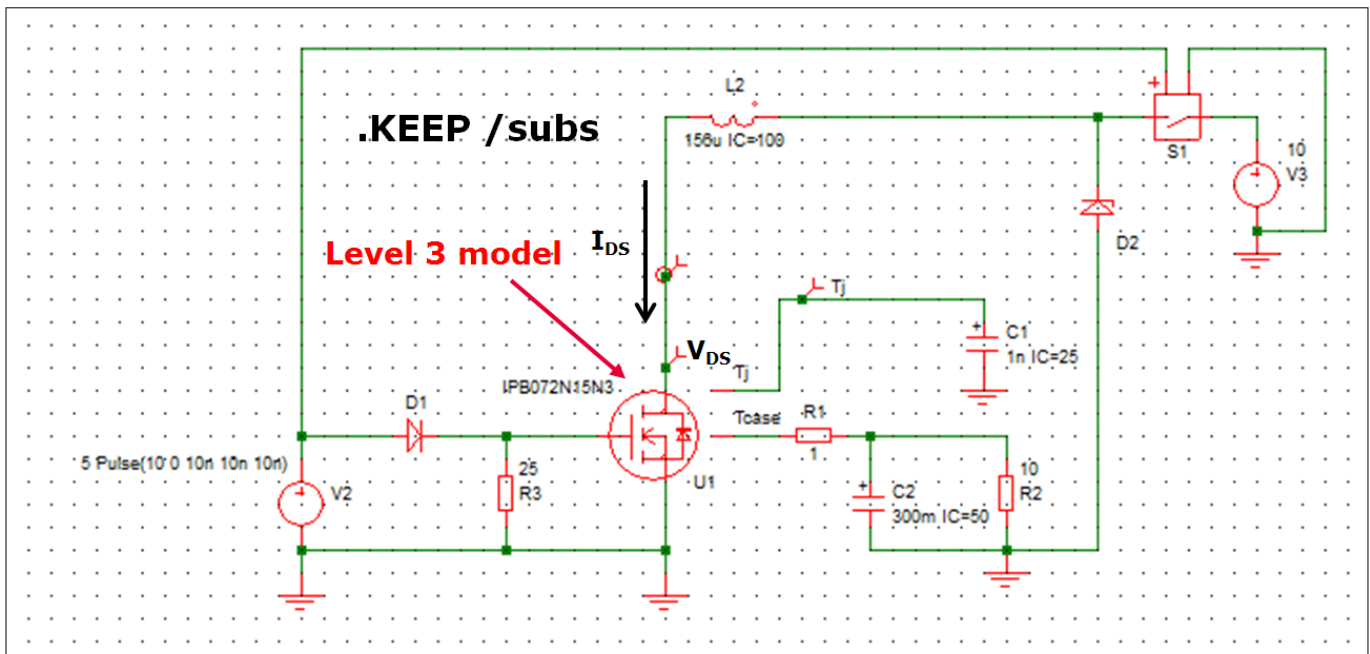 L2
.KEEP /subs
156u IC=100
S1
10
V3
IDS
D2
Level 3 model
Tj
C1
1n IC=25
VDS
Tj
IPB072N15N3
D1
Tcase
R1
1
U1
5 Pulse(10 0 10n 10n 10n)
V2
25
R3
C2
300m IC=50
10
R2